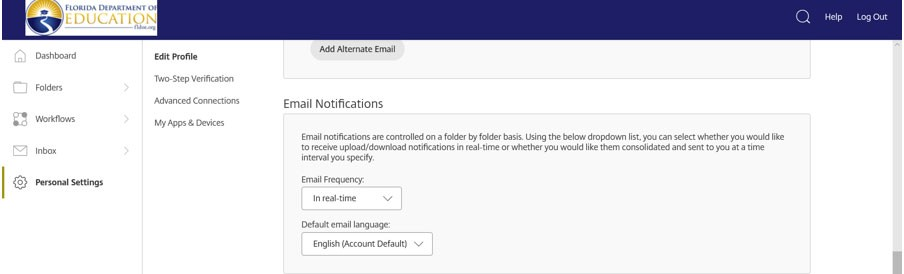 FLORIDA DEPARTMENT OF
EDUCATION
fldoe.org
Help
Log Out
Dashboard
Folders
Workflows
Inbox
Personal Settings
Edit Profile
Two-Step Verification
Advanced Connections
My Apps & Devices
Add Alternate Email
Email Notifications
Email notifications are controlled on a folder by folder basis. Using the below dropdown list, you can select whether you would like
to receive upload/download notifications in real-time or whether you would like them consolidated and sent to you at a time
interval you specify.
Email Frequency:
In real-time
Default email language:
English (Account Default)